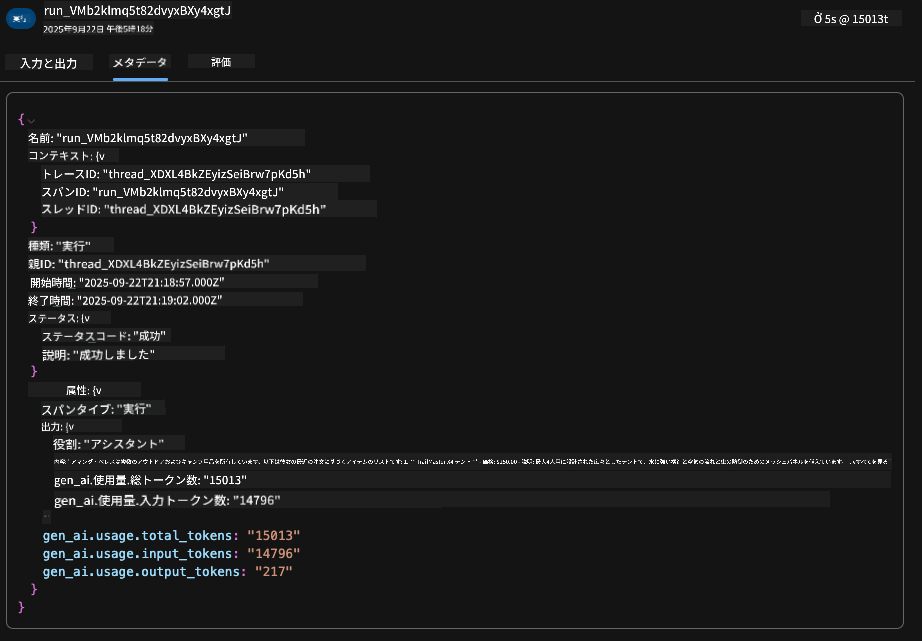 実行
run_VMb2klmq5t82dvyxBXy4xgtJ
2025年9月22日 午後5時18分
5s @ 15013t
入力と出力
メタデータ
評価
{
名前: "run_VMb2klmq5t82dvyxBXy4xgtJ"
コンテキスト: {v
トレースID: "thread_XDXL4BkZEyizSeiBrw7pKd5h"
スパンID: "run_VMb2klmq5t82dvyxBXy4xgtJ"
スレッドID: "thread_XDXL4BkZEyizSeiBrw7pKd5h"
}
種類: "実行"
親ID: "thread_XDXL4BkZEyizSeiBrw7pKd5h"
開始時間: "2025-09-22T21:18:57.000Z"
終了時間: "2025-09-22T21:19:02.000Z"
ステータス: {v
ステータスコード: "成功"
説明: "成功しました"
}
属性: {v
スパンタイプ: "実行"
出力: {v
役割: "アシスタント"
gen_ai.使用量.総トークン数: "15013"
gen_ai.使用量.入力トークン数: "14796"
gen_ai.usage.total_tokens: "15013"
gen_ai.usage.input_tokens: "14796"
gen_ai.usage.output_tokens: "217"
}
}